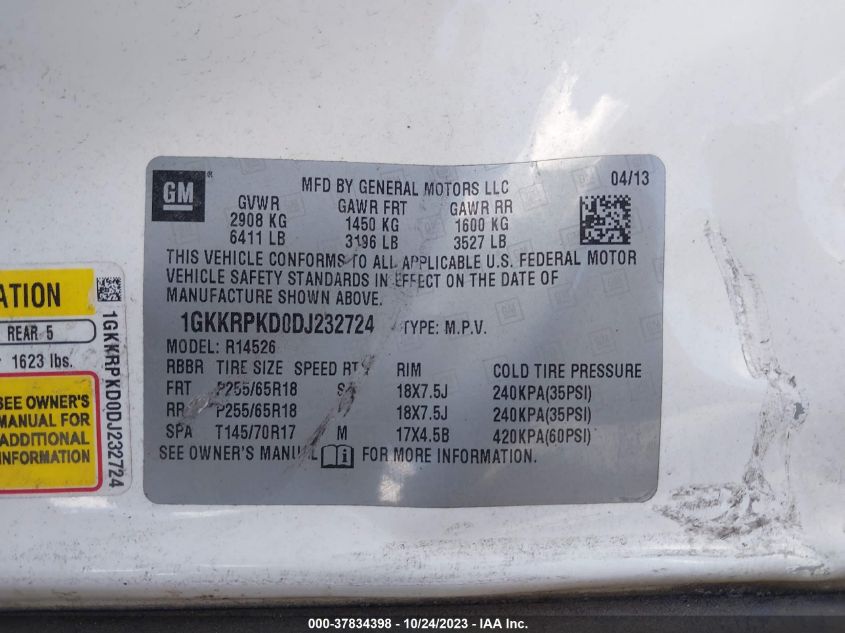 GM
MFD BY GENERAL MOTORS LLC
04/13
GVWR GAWR FRT GAWR RR
2908 KG 1450 KG 1600 KG
6411 LB 3196 LB 3527 LB
THIS VEHICLE CONFORMS TO ALL APPLICABLE U.S. FEDERAL MOTOR
VEHICLE SAFETY STANDARDS IN EFFECT ON THE DATE OF
MANUFACTURE SHOWN ABOVE.
1GKKRPKD0DJ232724 TYPE: M.P.V.
MODEL: R14526
RBBR TIRE SIZE SPEED RTG RIM COLD TIRE PRESSURE
FRT P255/65R18 18X7.5J 240KPA(35PSI)
RR P255/65R18 18X7.5J 240KPA(35PSI)
SPA T145/70R17 M 17X4.5B 420KPA(60PSI)
SEE OWNER'S MANUAL FOR MORE INFORMATION.
ATION
REAR 5
1623 lbs.
SEE OWNER'S
MANUAL FOR
ADDITIONAL
INFORMATION
1GKKRPKD0DJ232724
000-37834398 - 10/24/2023 - IAA Inc.